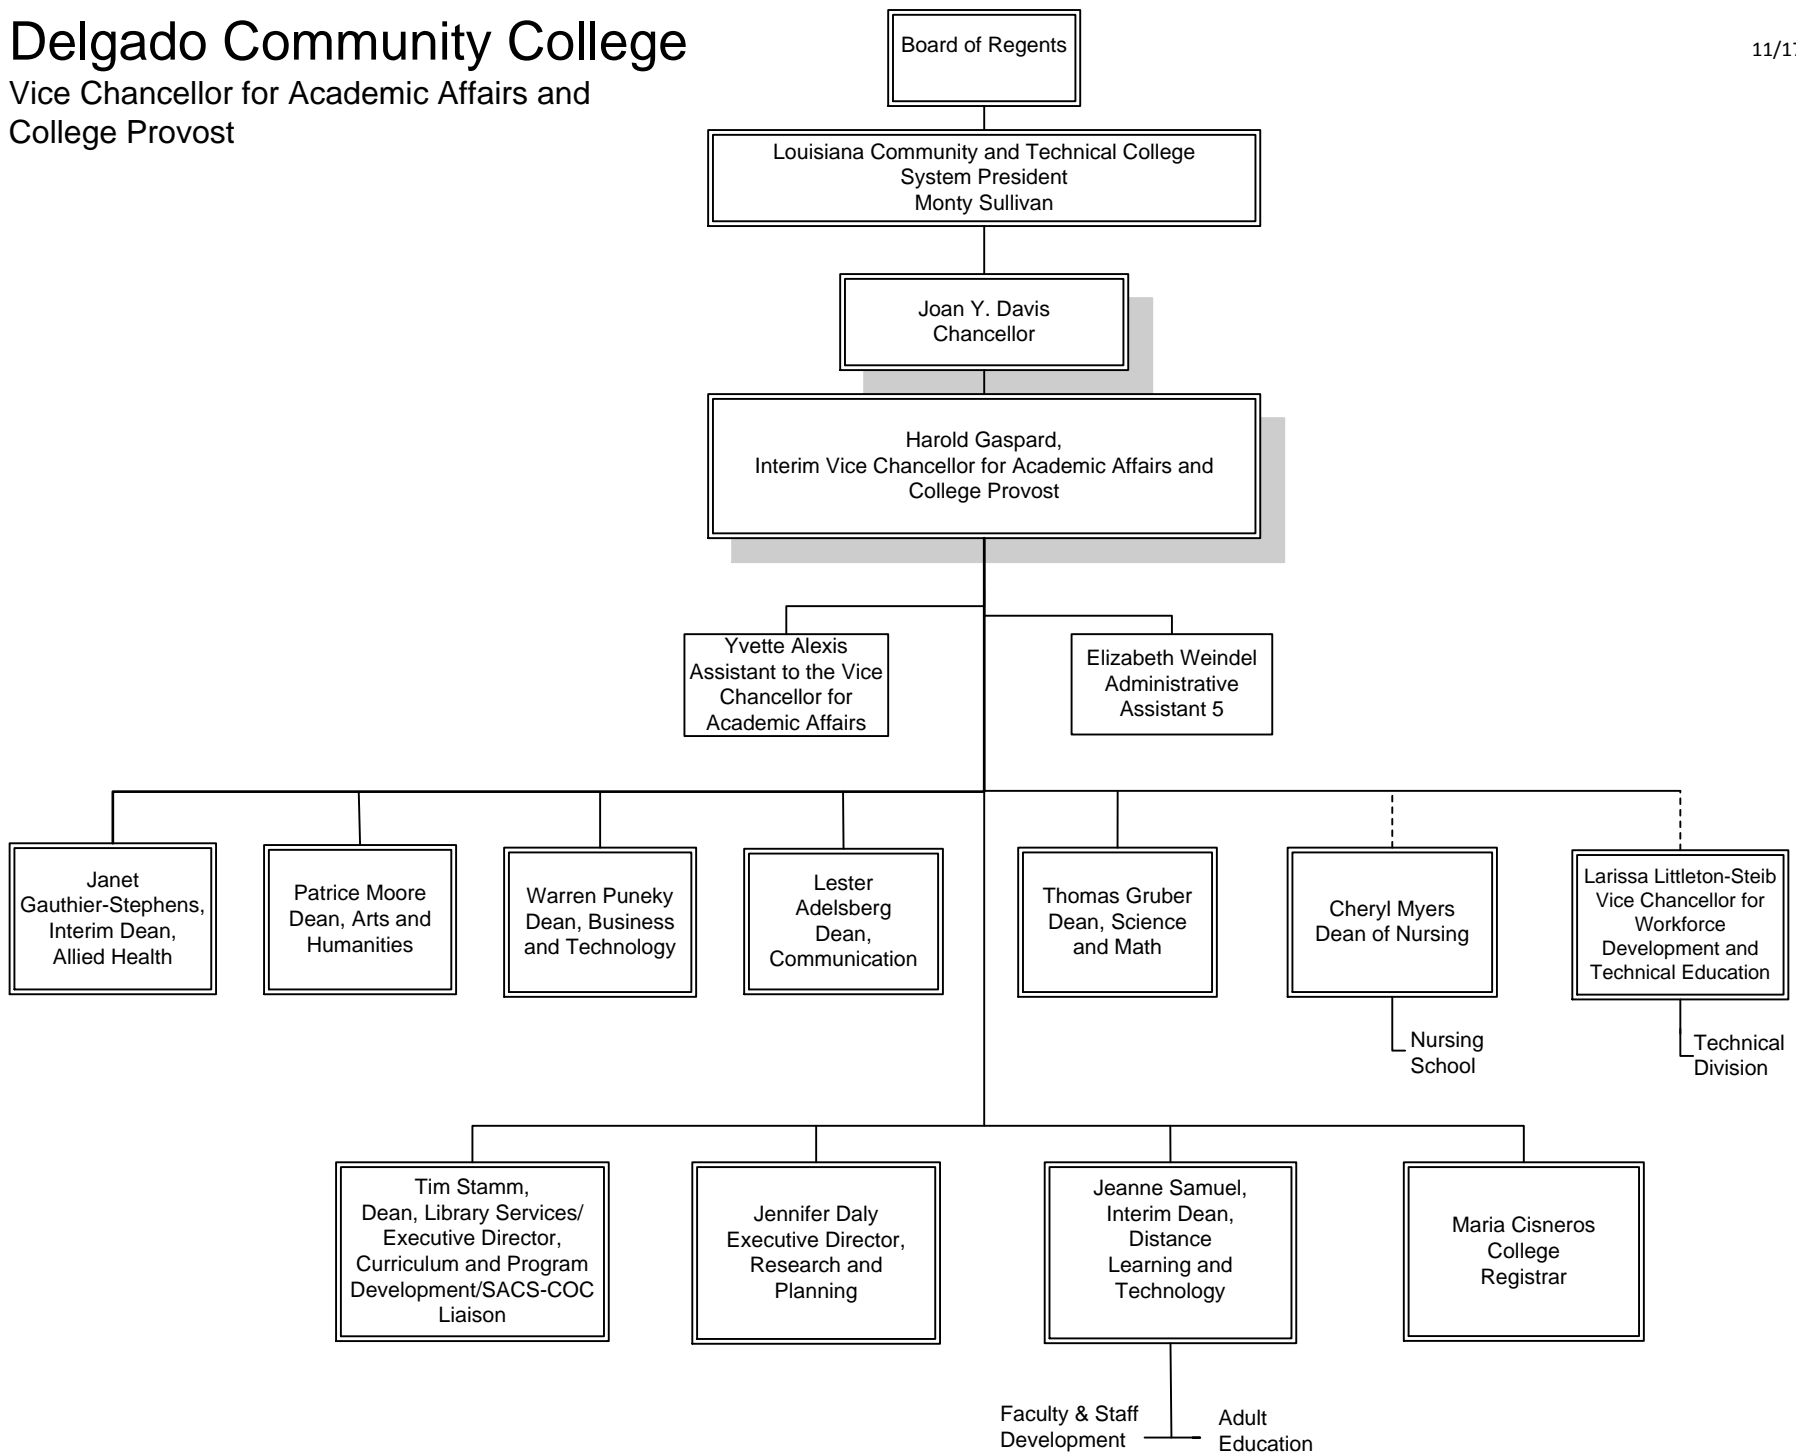 Delgado Community College
Vice Chancellor for Academic Affairs and
College Provost
11/17
Board of Regents
Louisiana Community and Technical College
System President
Monty Sullivan
Joan Y. Davis
Chancellor
Harold Gaspard,
Interim Vice Chancellor for Academic Affairs and
College Provost
Yvette Alexis
Assistant to the Vice
Chancellor for
Academic Affairs
Elizabeth Weindel
Administrative
Assistant 5
Janet
Gauthier-Stephens,
Interim Dean,
Allied Health
Patrice Moore
Dean, Arts and
Humanities
Warren Puneky
Dean, Business
and Technology
Lester
Adelsberg
Dean,
Communication
Thomas Gruber
Dean, Science
and Math
Cheryl Myers
Dean of Nursing
Larissa Littleton-Steib
Vice Chancellor for
Workforce
Development and
Technical Education
Nursing
School
Technical
Division
Tim Stamm,
Dean, Library Services/
Executive Director,
Curriculum and Program
Development/SACS-COC
Liaison
Jennifer Daly
Executive Director,
Research and
Planning
Jeanne Samuel,
Interim Dean,
Distance
Learning and
Technology
Maria Cisneros
College
Registrar
Faculty & Staff
Development
Adult
Education